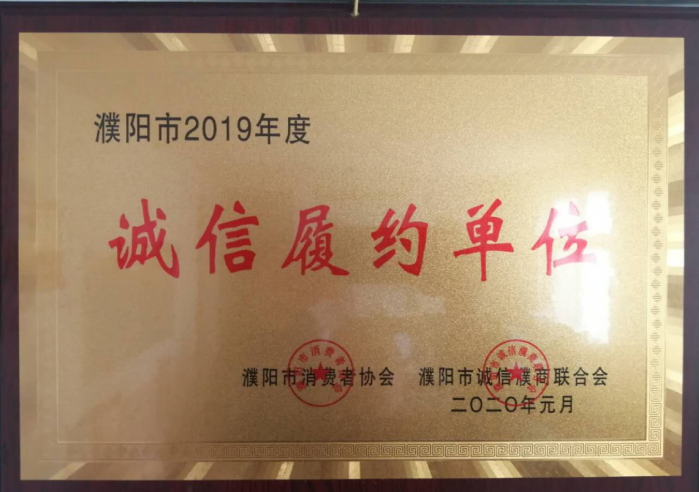 濮阳市2019年度
诚信履约单位
濮阳市消费者协会 濮阳市诚信濮商联合会
二〇二〇年元月